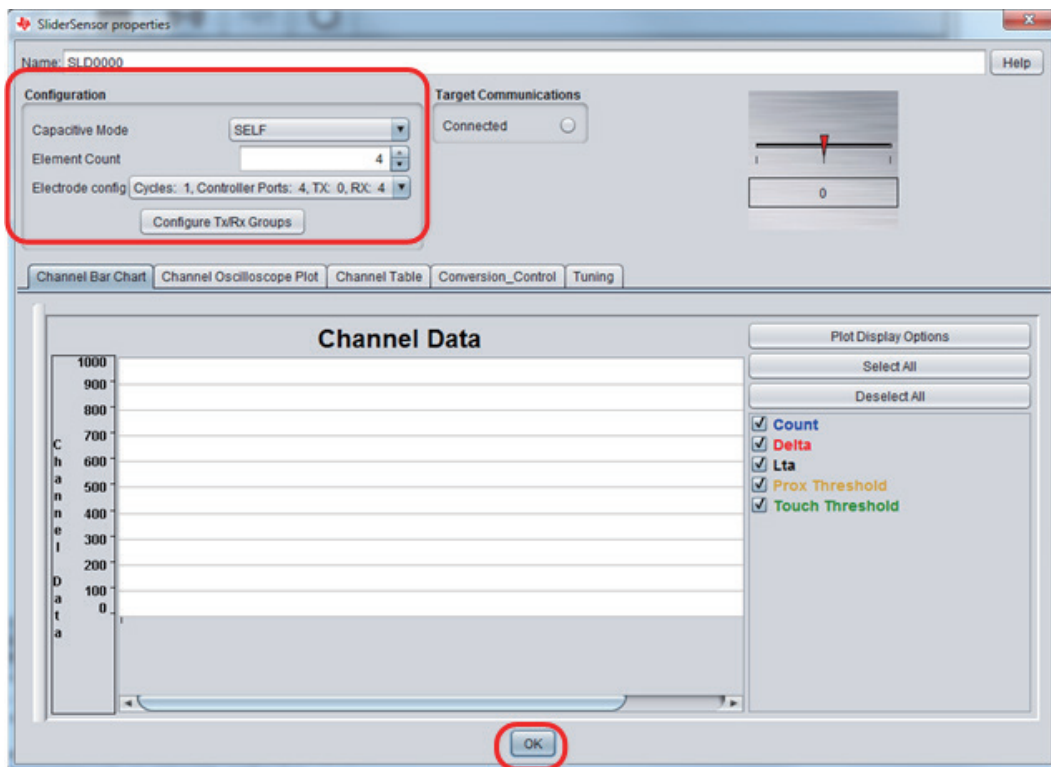 SliderSensor properties
Name: SLD0000
Help
Configuration
Capacitive Mode SELF
Element Count 4
Electrode config Cycles: 1, Controller Ports: 4, TX: 0, RX: 4
Configure Tx/Rx Groups
Target Communications
Connected
0
Channel Bar Chart Channel Oscilloscope Plot Channel Table Conversion_Control Tuning
Channel Data
Channel Data
1000
900
800
700
600
500
400
300
200
100
0
Plot Display Options
Select All
Deselect All
Count
Delta
Lta
Prox Threshold
Touch Threshold
OK